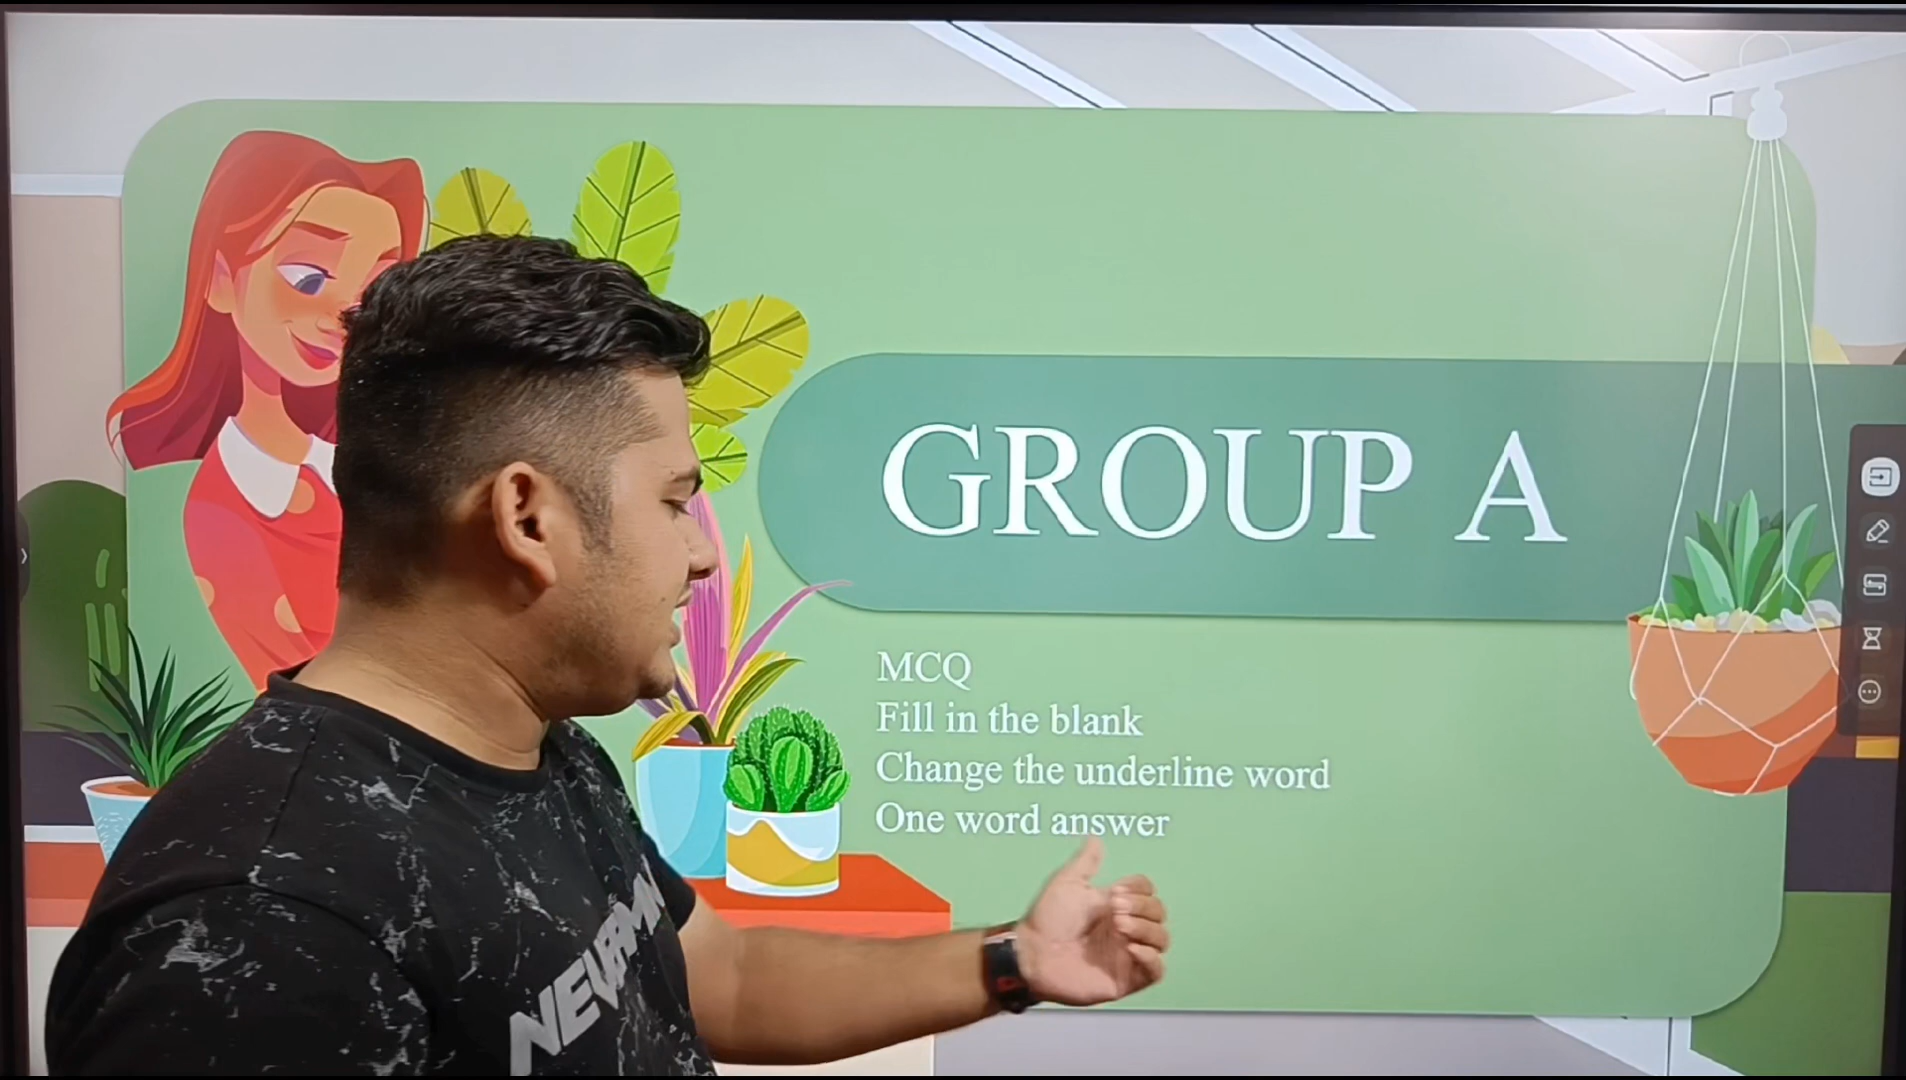 GROUP A
MCQ
Fill in the blank
Change the underline word
One word answer